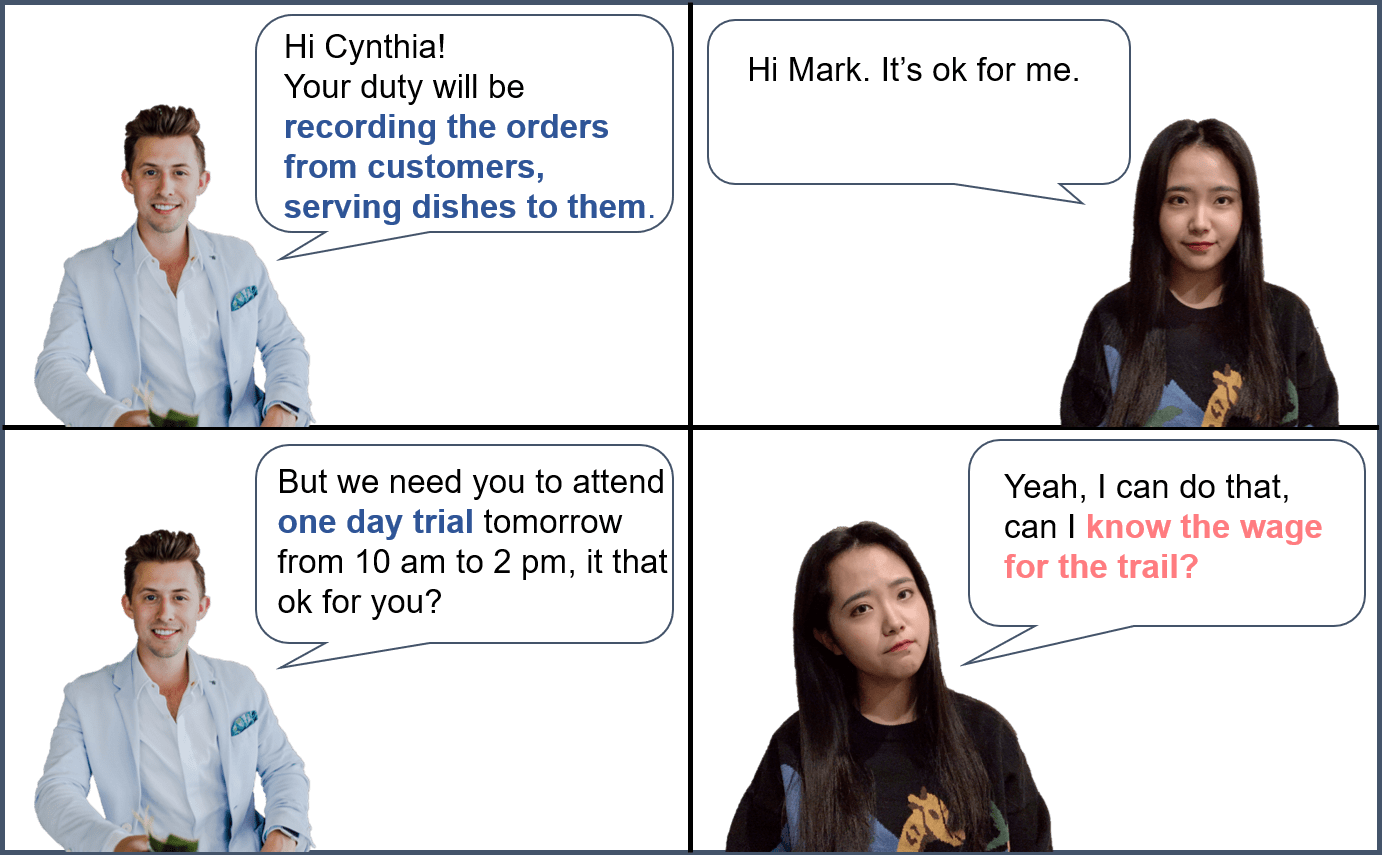 Hi Cynthia!
Your duty will be
recording the orders
from customers,
serving dishes to them.
Hi Mark. It’s ok for me.
But we need you to attend
one day trial tomorrow
from 10 am to 2 pm, it that
ok for you?
Yeah, I can do that,
can I know the wage
for the trail?